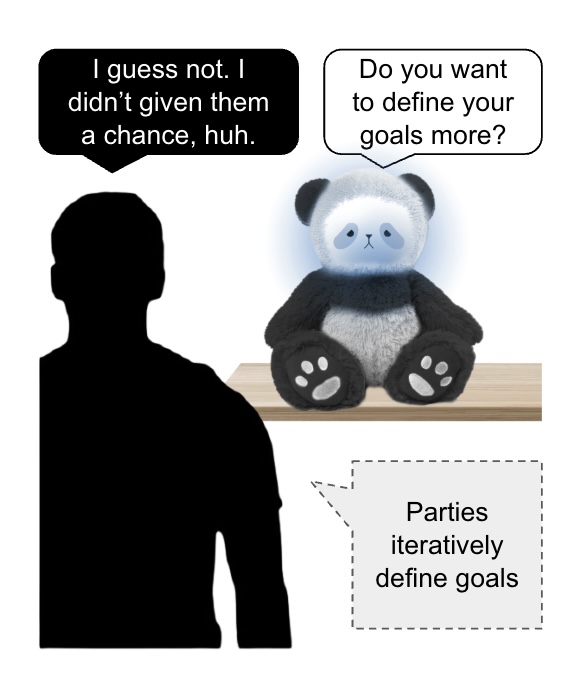 I guess not. I
didn’t given them
a chance, huh.
Do you want
to define your
goals more?
Parties
iteratively
define goals